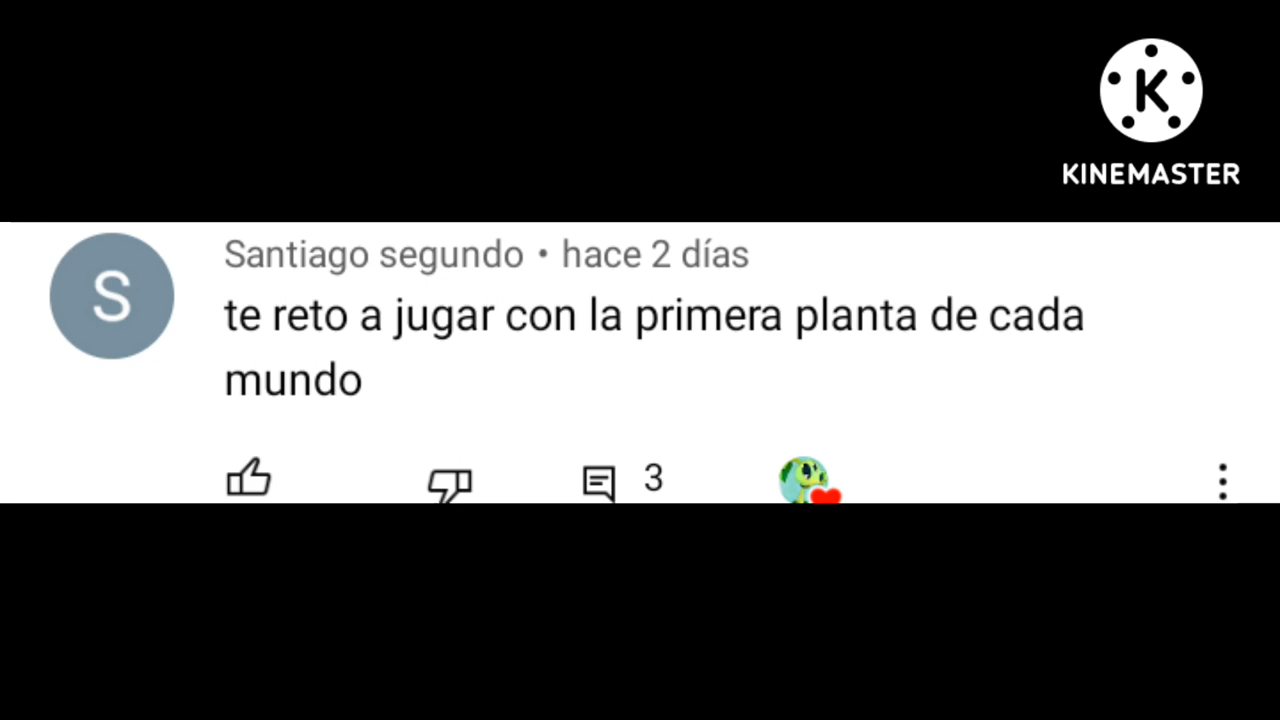 K
KINEMASTER
S
Santiago segundo • hace 2 días
te reto a jugar con la primera planta de cada
mundo
3